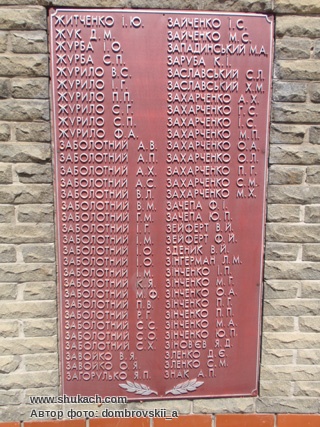 ЖИТЧЕНКО І.Ю.
ЖУК Д.М.
ЖУРБА І.О.
ЖУРБА С.П.
ЖУРИЛО В.С.
ЖУРИЛО І.Г.
ЖУРИЛО П.П.
ЖУРИЛО С.Г.
ЖУРИЛО С.П.
ЖУРИЛО Ф.А.
ЗАБОЛОТНИЙ А.В.
ЗАБОЛОТНИЙ А.П.
ЗАБОЛОТНИЙ А.Х.
ЗАБОЛОТНИЙ А.С.
ЗАБОЛОТНИЙ В.Л.
ЗАБОЛОТНИЙ В.М.
ЗАБОЛОТНИЙ Г.М.
ЗАБОЛОТНИЙ І.Г.
ЗАБОЛОТНИЙ І.М.
ЗАБОЛОТНИЙ І.О.
ЗАБОЛОТНИЙ І.О.
ЗАБОЛОТНИЙ І.М.
ЗАБОЛОТНИЙ К.Я.
ЗАБОЛОТНИЙ М.Ф.
ЗАБОЛОТНИЙ П.В.
ЗАБОЛОТНИЙ Р.Г.
ЗАБОЛОТНИЙ С.С.
ЗАБОЛОТНИЙ С.О.
ЗАБОЛОТНИЙ С.Х.
ЗАВОЙКО В.Я.
ЗАВОЙКО О.Я.
ЗАГОРУЛЬКО Я.П.
ЗАЙЧЕНКО І.С.
ЗАЙЧЕНКО М.С.
ЗАПАДИНСЬКИЙ М.А.
ЗАРУБА К.І.
ЗАСЛАВСЬКИЙ С.Л.
ЗАСЛАВСЬКИЙ Х.М.
ЗАХАРЧЕНКО А.Х.
ЗАХАРЧЕНКО Г.І.
ЗАХАРЧЕНКО І.С.
ЗАХАРЧЕНКО М.П.
ЗАХАРЧЕНКО О.А.
ЗАХАРЧЕНКО О.Л.
ЗАХАРЧЕНКО П.Г.
ЗАХАРЧЕНКО С.М.
ЗАХАРЧЕНКО М.Х.
ЗАЧЕПА Ф.І.
ЗАЧЕПА Ю.П.
ЗЕЙФЕРТ В.Й.
ЗЕЙФЕРТ Ф.Й.
ЗДЕНИК В.Й.
ЗІНГЕРМАН Л.М.
ЗІНЧЕНКО І.П.
ЗІНЧЕНКО М.Г.
ЗІНЧЕНКО О.А.
ЗІНЧЕНКО П.Г.
ЗІНЧЕНКО П.П.
ЗІНЧЕНКО М.А.
ЗІНЧЕНКО Ю.П.
ЗІНОВ'ЄВ Я.Д.
ЗЛЕНКО Д.Є.
ЗЛЕНКО С.М.
ЗНАК А.П.
www.shukach.com
Автор фото: dombrovskii_a